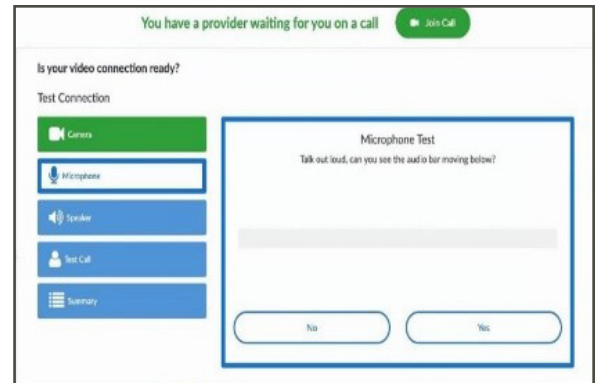 You have a provider waiting for you on a call
Join Call
Is your video connection ready?
Test Connection
Camera
Microphone
Speaker
Test Call
Summary
Microphone Test
Talk out loud, can you see the audio bar moving below?
No
Yes